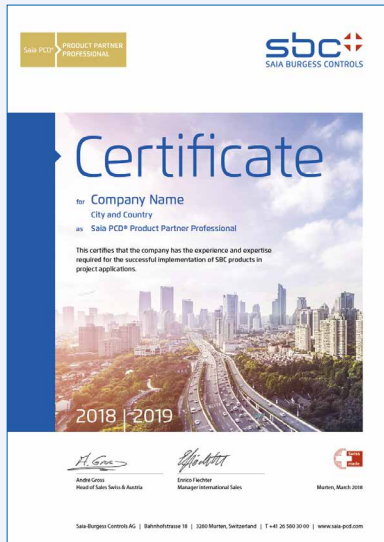 Saia PCD®
PRODUCT PARTNER
PROFESSIONAL
sbc
SAIA BURGESS CONTROLS
Certificate
for Company Name
City and Country
as Saia PCD® Product Partner Professional
This certifies that the company has the experience and expertise
required for the successful implementation of SBC products in
project applications.
2018 | 2019
André Gross
Head of Sales Swiss & Austria
Enrico Fiechter
Manager International Sales
Swiss
made
Murten, March 2018
Saia-Burgess Controls AG | Bahnhofstrasse 18 | 3280 Murten, Switzerland | T +41 26 580 30 00 | www.saia-pcd.com